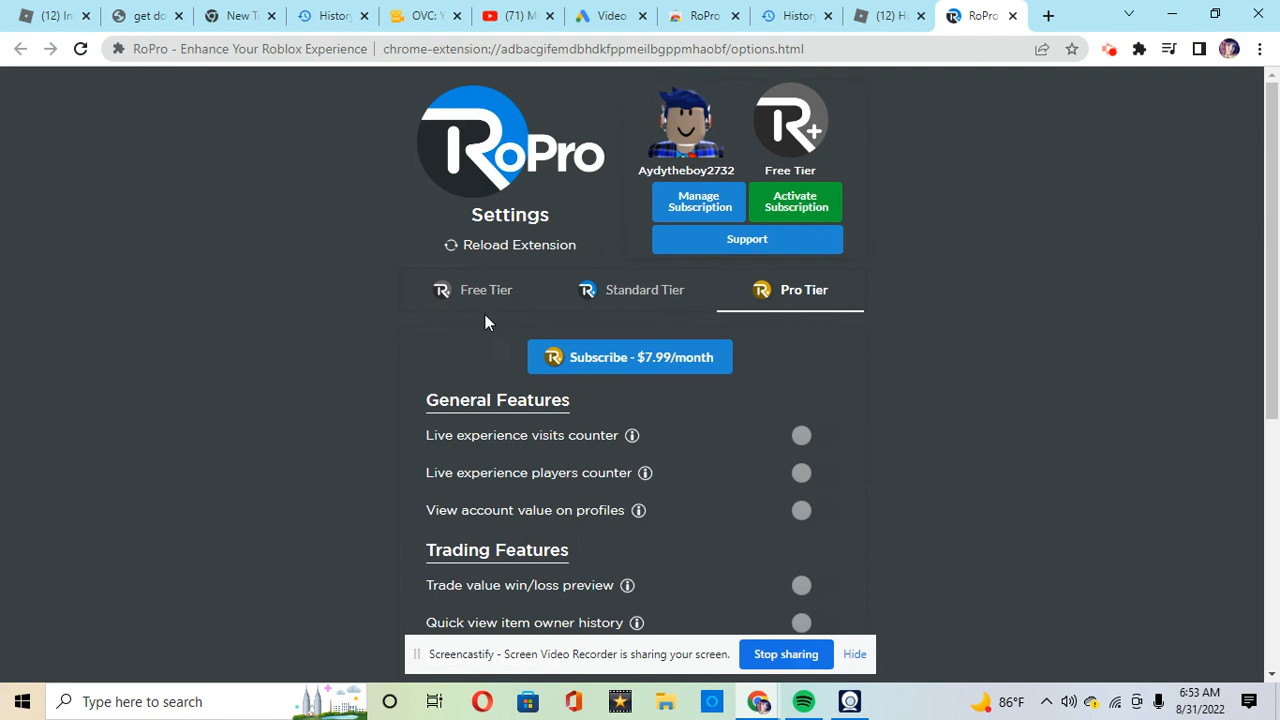 (12) In
get do
New Ta
History
OVC: Y
(71) M
Video
RoPro
History
(12) H
RoPro
RoPro - Enhance Your Roblox Experience | chrome-extension://adbacgifemdbhdkfppmeilbgppmhaobf/options.html
RoPro
Settings
Reload Extension
R+
Aydytheboy2732
Free Tier
Manage Subscription
Activate Subscription
Support
Free Tier
Standard Tier
Pro Tier
Subscribe - $7.99/month
General Features
Live experience visits counter
Live experience players counter
View account value on profiles
Trading Features
Trade value win/loss preview
Quick view item owner history
Screencastify - Screen Video Recorder is sharing your screen.
Stop sharing
Hide
Type here to search
86°F
6:53 AM
8/31/2022